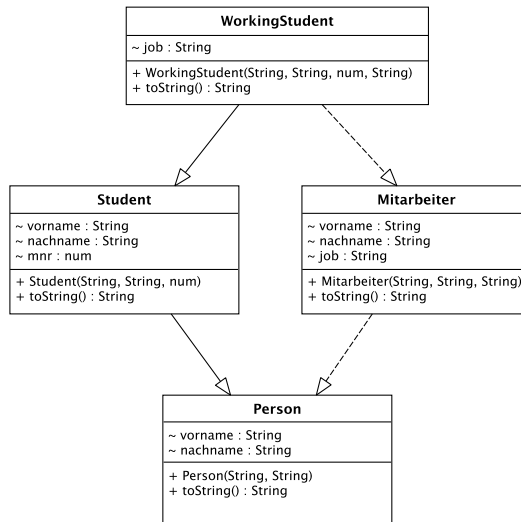 WorkingStudent
~ job : String
+ WorkingStudent(String, String, num, String)
+ toString() : String
Student
~ vorname : String
~ nachname : String
~ mnr : num
+ Student(String, String, num)
+ toString() : String
Mitarbeiter
~ vorname : String
~ nachname : String
~ job : String
+ Mitarbeiter(String, String, String)
+ toString() : String
Person
~ vorname : String
~ nachname : String
+ Person(String, String)
+ toString() : String